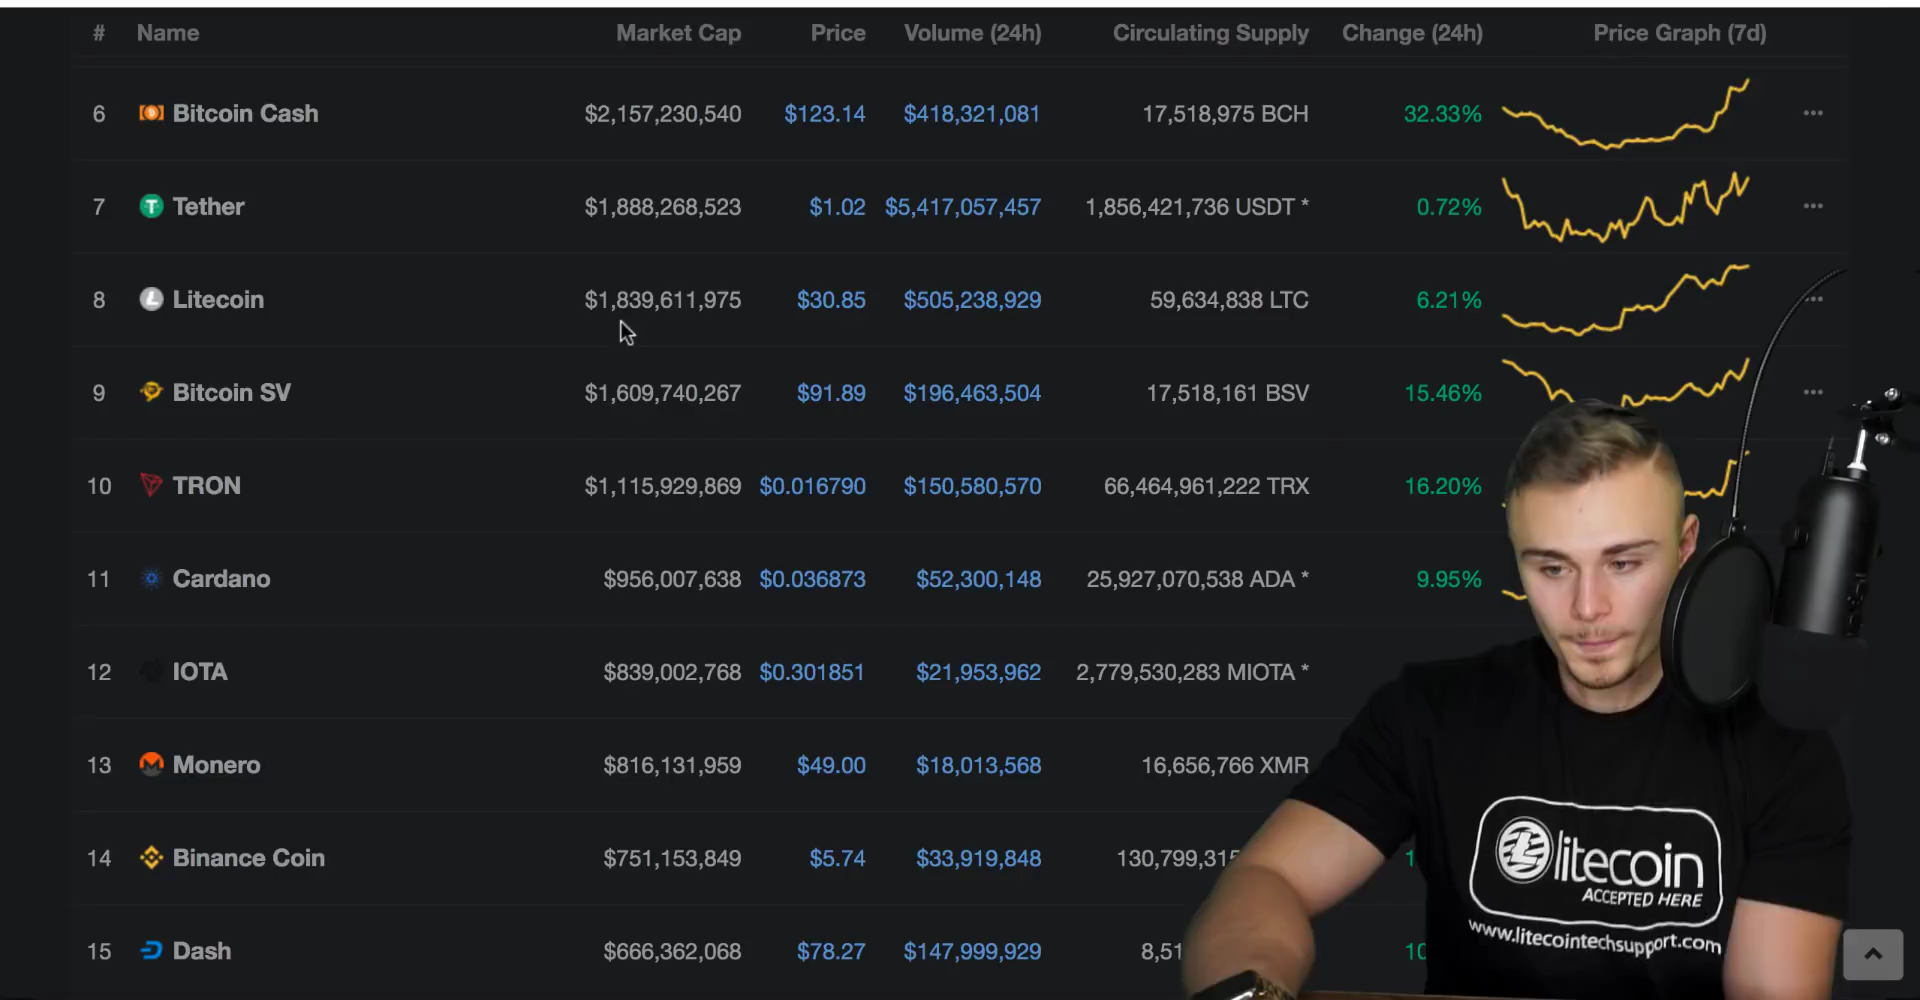 # Name Market Cap Price Volume (24h) Circulating Supply Change (24h) Price Graph (7d)
6 Bitcoin Cash $2,157,230,540 $123.14 $418,321,081 17,518,975 BCH 32.33%
7 Tether $1,888,268,523 $1.02 $5,417,057,457 1,856,421,736 USDT * 0.72%
8 Litecoin $1,839,611,975 $30.85 $505,238,929 59,634,838 LTC 6.21%
9 Bitcoin SV $1,609,740,267 $91.89 $196,463,504 17,518,161 BSV 15.46%
10 TRON $1,115,929,869 $0.016790 $150,580,570 66,464,961,222 TRX 16.20%
11 Cardano $956,007,638 $0.036873 $52,300,148 25,927,070,538 ADA * 9.95%
12 IOTA $839,002,768 $0.301851 $21,953,962 2,779,530,283 MIOTA *
13 Monero $816,131,959 $49.00 $18,013,568 16,656,766 XMR
14 Binance Coin $751,153,849 $5.74 $33,919,848 130,799,315
15 Dash $666,362,068 $78.27 $147,999,929 8,51 10
litecoin
ACCEPTED HERE
www.litecointechsupport.com